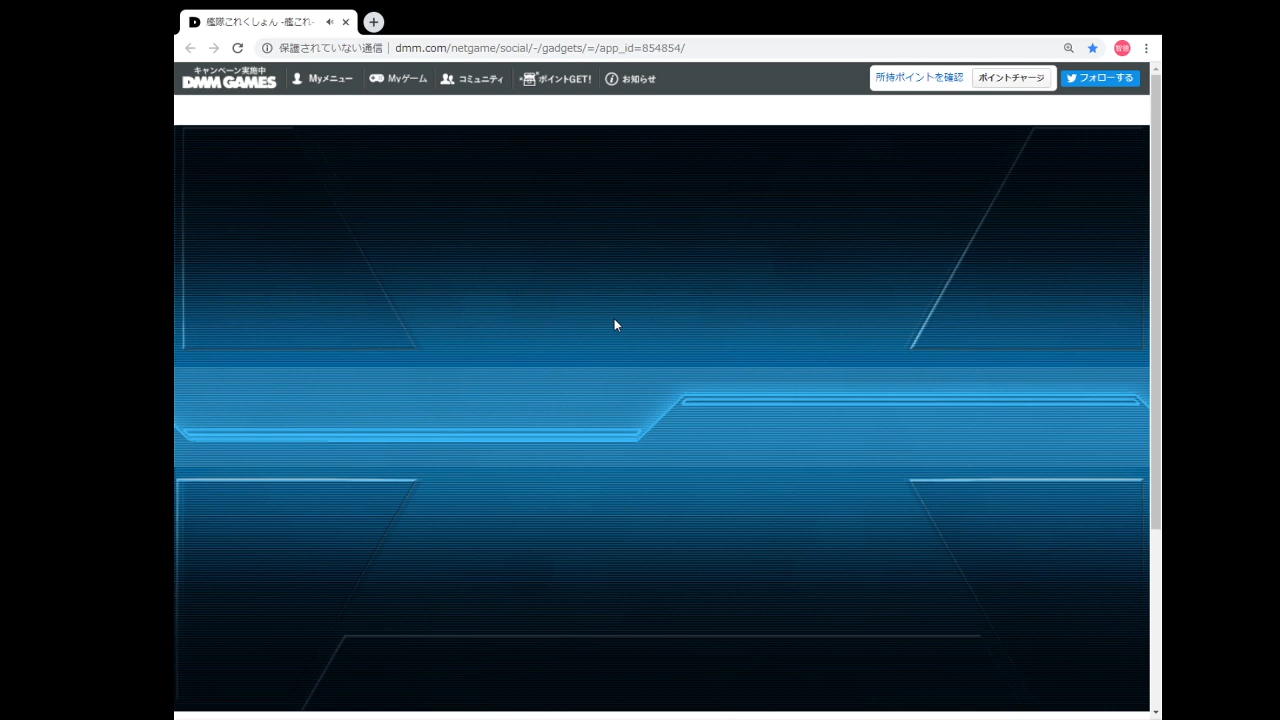 艦隊これくしょん -艦これ-
保護されていない通信 | dmm.com/netgame/social/-/gadgets/=/app_id=854854/
智修
キャンペーン実施中
DMM GAMES
Myメニュー
Myゲーム
コミュニティ
ポイントGET!
お知らせ
所持ポイントを確認
ポイントチャージ
フォローする